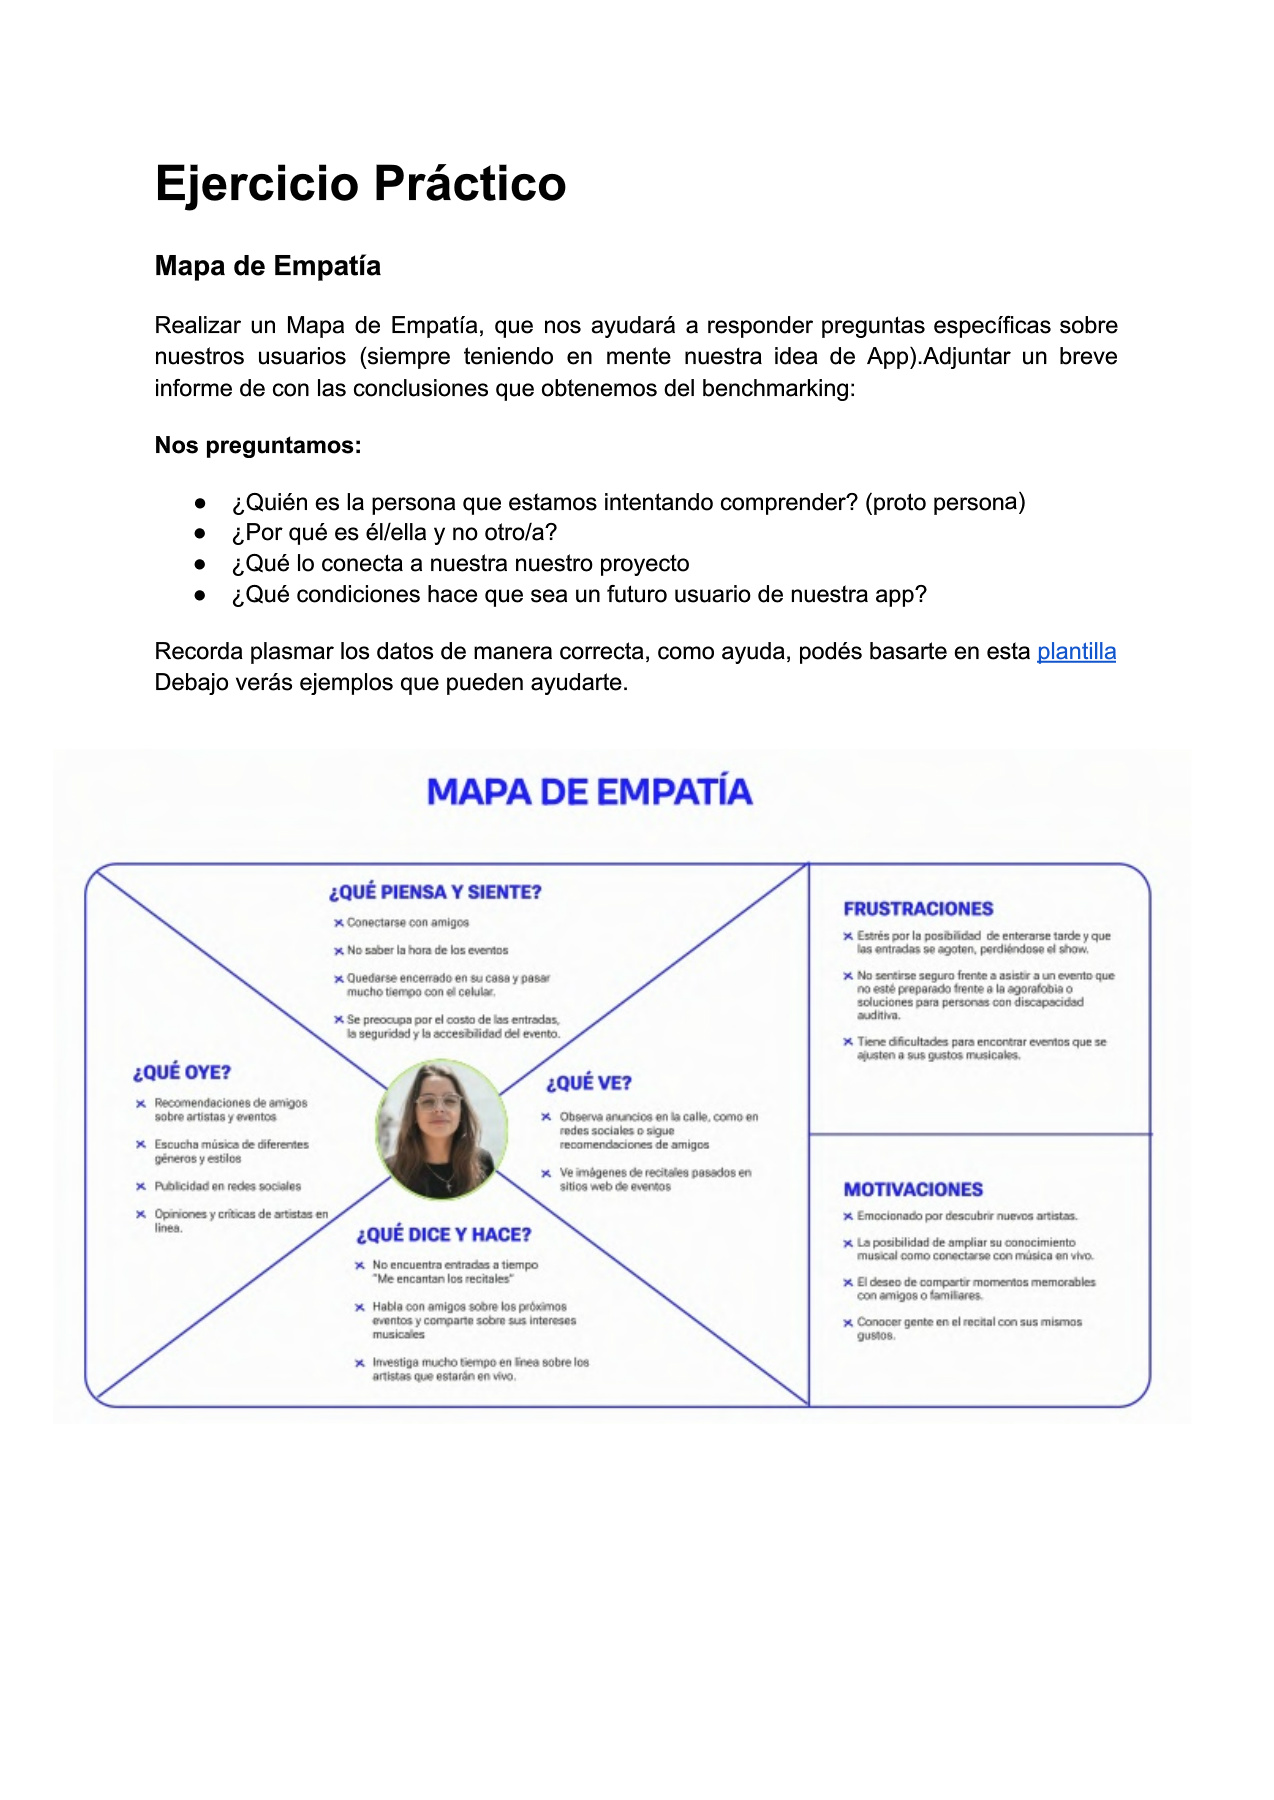 Ejercicio Práctico
Mapa de Empatía
Realizar un Mapa de Empatía, que nos ayudará a responder preguntas específicas sobre
nuestros usuarios (siempre teniendo en mente nuestra idea de App).Adjuntar un breve
informe de con las conclusiones que obtenemos del benchmarking:
Nos preguntamos:
● ¿Quién es la persona que estamos intentando comprender? (proto persona)
● ¿Por qué es él/ella y no otro/a?
● ¿Qué lo conecta a nuestra nuestro proyecto
● ¿Qué condiciones hace que sea un futuro usuario de nuestra app?
Recorda plasmar los datos de manera correcta, como ayuda, podés basarte en esta plantilla
Debajo verás ejemplos que pueden ayudarte.
MAPA DE EMPATÍA
¿QUÉ PIENSA Y SIENTE?
Conectarse con amigos
No saber la hora de los eventos
Quedarse encerrado en su casa y pasar
mucho tiempo con el celular.
Se preocupa por el costo de las entradas,
la seguridad y la accesibilidad del evento.
¿QUÉ OYE?
Recomendaciones de amigos
sobre artistas y eventos
Escucha música de diferentes
géneros y estilos
Publicidad en redes sociales
Opiniones y críticas de artistas en
línea.
¿QUÉ VE?
Observa anuncios en la calle, como en
redes sociales o sigue
recomendaciones de amigos
Ve imágenes de recitales pasados en
sitios web de eventos
¿QUÉ DICE Y HACE?
No encuentra entradas a tiempo
"Me encantan los recitales"
Habla con amigos sobre los próximos
eventos y comparte sobre sus intereses
musicales
Investiga mucho tiempo en línea sobre los
artistas que estarán en vivo.
FRUSTRACIONES
Estrés por la posibilidad de enterarse tarde y que
las entradas se agoten, perdiéndose el show.
No sentirse seguro frente a asistir a un evento que
no esté preparado frente a la agorafobia o
soluciones para personas con discapacidad
auditiva.
Tiene dificultades para encontrar eventos que se
ajusten a sus gustos musicales.
MOTIVACIONES
Emocionado por descubrir nuevos artistas.
La posibilidad de ampliar su conocimiento
musical como conectarse con música en vivo.
El deseo de compartir momentos memorables
con amigos o familiares.
Conocer gente en el recital con sus mismos
gustos.